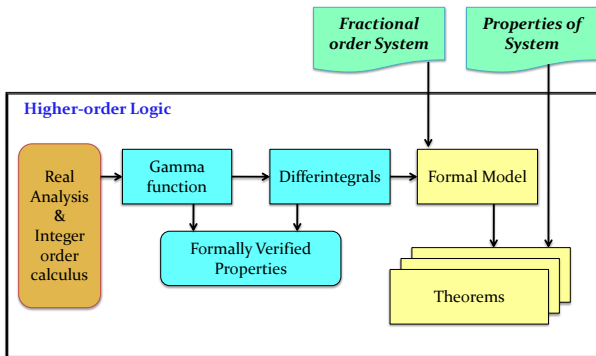 Fractional
order System
Properties of
System
Higher-order Logic
Real
Analysis
&
Integer
order
calculus
Gamma
function
Differintegrals
Formal Model
Formally Verified
Properties
Theorems